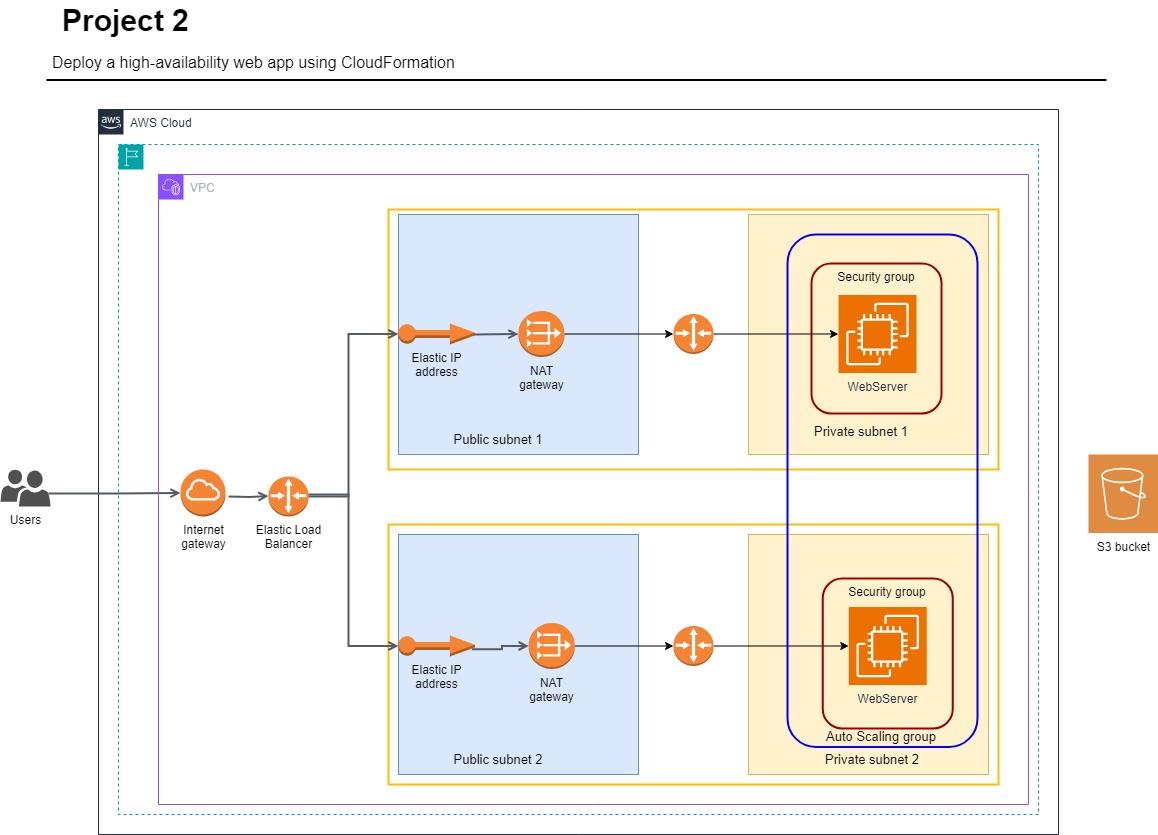 Project 2
Deploy a high-availability web app using CloudFormation
aws
AWS Cloud
VPC
Security group
WebServer
Elastic IP
address
NAT
gateway
Public subnet 1
Private subnet 1
Users
Internet
gateway
Elastic Load
Balancer
S3 bucket
Security group
WebServer
Elastic IP
address
NAT
gateway
Auto Scaling group
Public subnet 2
Private subnet 2